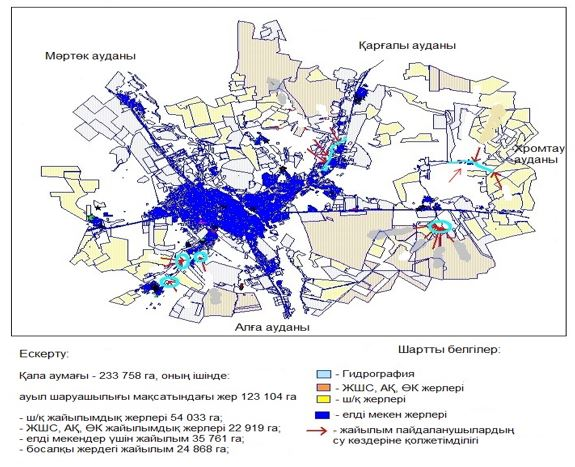 Мәртөк ауданы
Қарғалы ауданы
Хромтау
ауданы
Алға ауданы
Ескерту:
Қала аумағы - 233 758 га, оның ішінде:
ауыл шаруашылығы мақсатындағы жер 123 104 га
- ш/қ жайылымдық жерлері 54 033 га;
- ЖШС, АҚ, ӨК жайылымдық жерлері 22 919 га;
- елді мекендер үшін жайылым 35 761 га;
- босалқы жердегі жайылым 24 868 га;
Шартты белгілер:
- Гидрография
- ЖШС, АҚ, ӨК жерлері
- ш/қ жерлері
- елді мекен жерлері
- жайылым пайдаланушылардың
су көздеріне қолжетімділігі